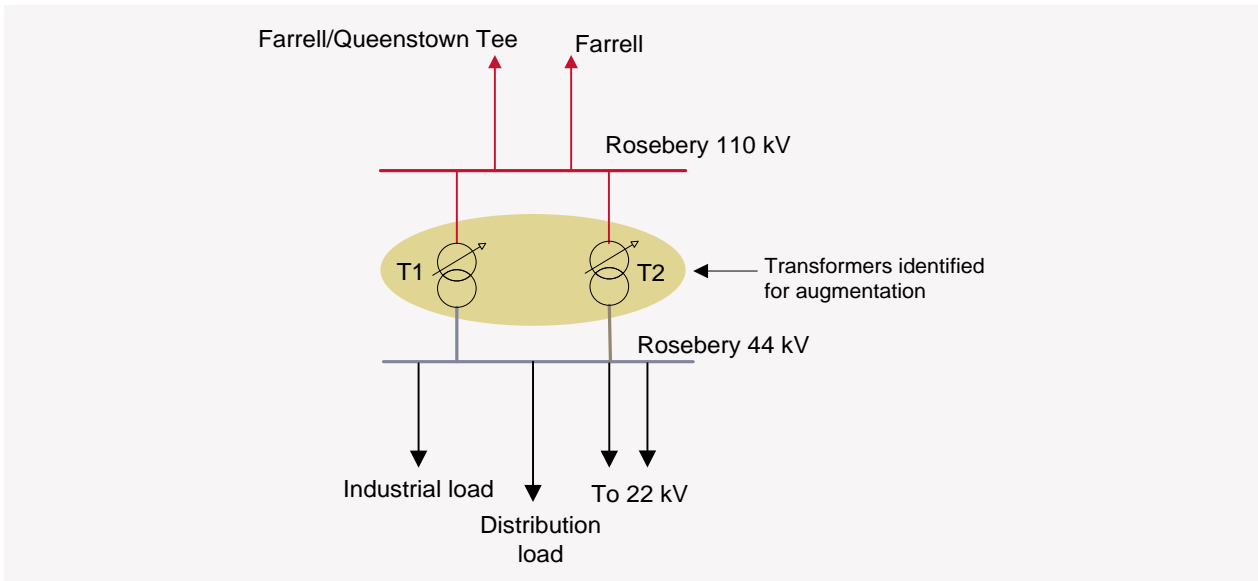 Farrell/Queenstown Tee
Farrell
Rosebery 110 kV
T1
T2
Transformers identified
for augmentation
Rosebery 44 kV
Industrial load
To 22 kV
Distribution
load